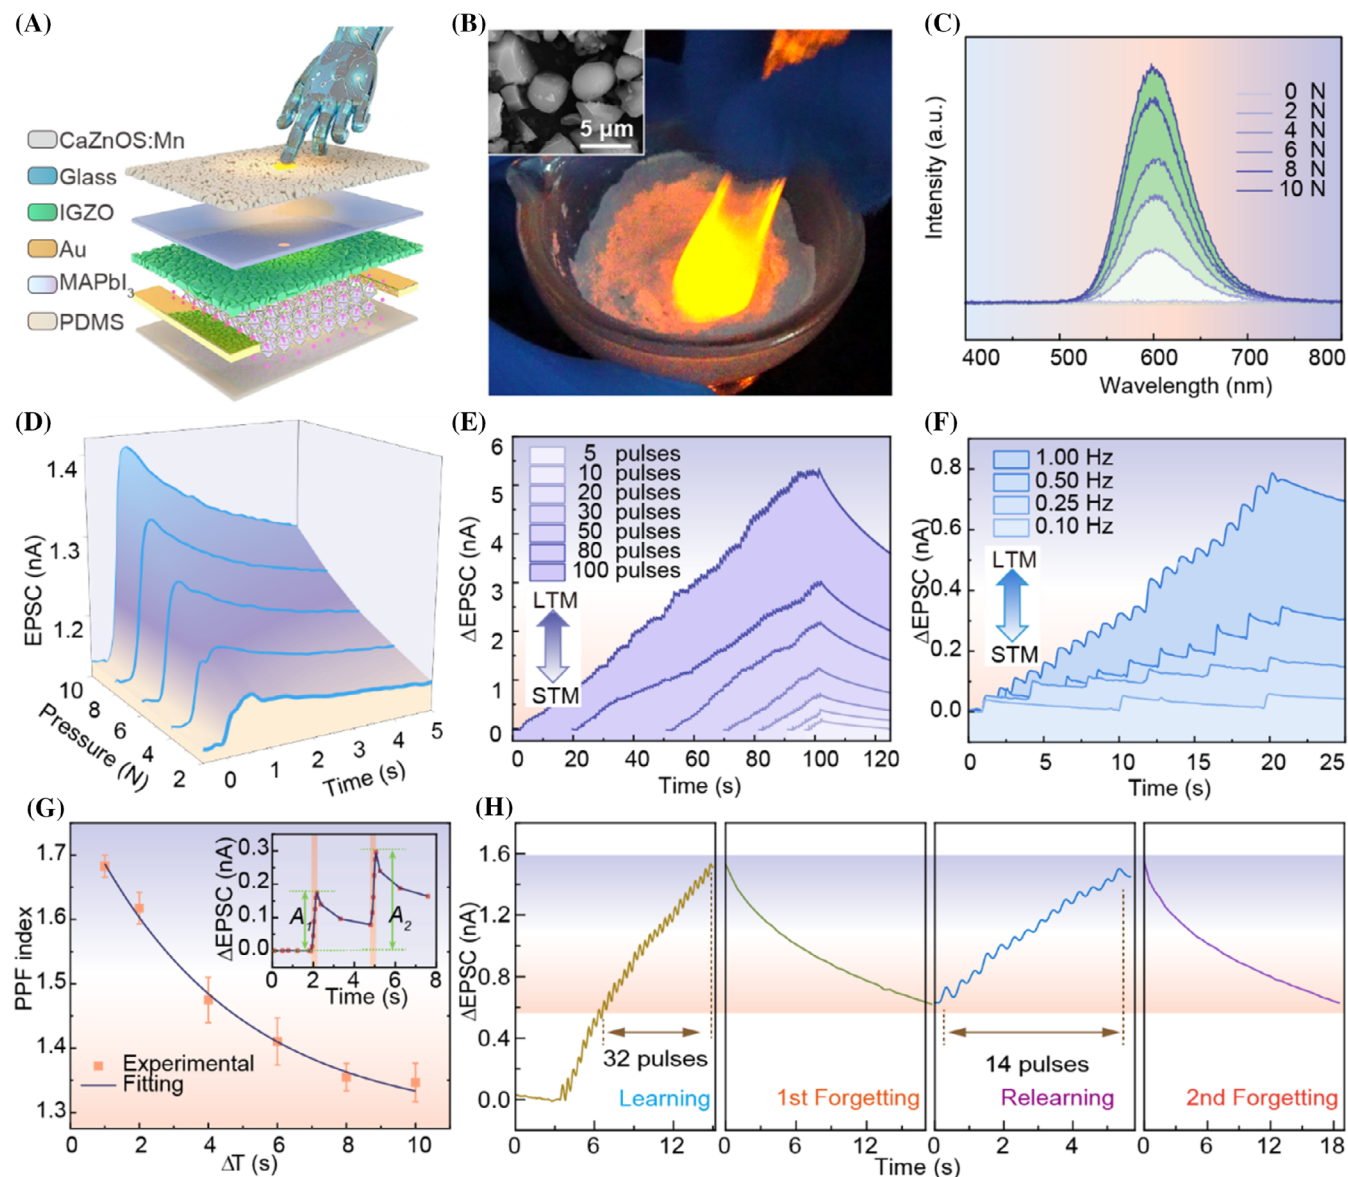 (A)
CaZnOS:Mn
Glass
IGZO
Au
MAPbI3
PDMS
(B)
5 µm
(C)
Intensity (a.u.)
0 N
2 N
4 N
6 N
8 N
10 N
400 500 600 700 800
Wavelength (nm)
(D)
EPSC (nA)
1.4
1.3
1.2
10
8
6
4
2
Pressure (N)
0 1 2 3 4 5
Time (s)
(E)
ΔEPSC (nA)
6
5
4
3
2
1
0
5 pulses
10 pulses
20 pulses
30 pulses
50 pulses
80 pulses
100 pulses
LTM
STM
0 20 40 60 80 100 120
Time (s)
(F)
ΔEPSC (nA)
0.8
0.6
0.4
0.2
0.0
1.00 Hz
0.50 Hz
0.25 Hz
0.10 Hz
LTM
STM
0 5 10 15 20 25
Time (s)
(G)
PPF index
1.7
1.6
1.5
1.4
1.3
Experimental
Fitting
0 2 4 6 8 10
ΔT (s)
ΔEPSC (nA)
0.3
0.2
0.1
0.0
A1
A2
0 2 4 6 8
Time (s)
(H)
ΔEPSC (nA)
1.6
1.2
0.8
0.4
0.0
32 pulses
14 pulses
Learning
1st Forgetting
Relearning
2nd Forgetting
0 6 12 0 6 12 18 0 2 4 0 6 12 18
Time (s)